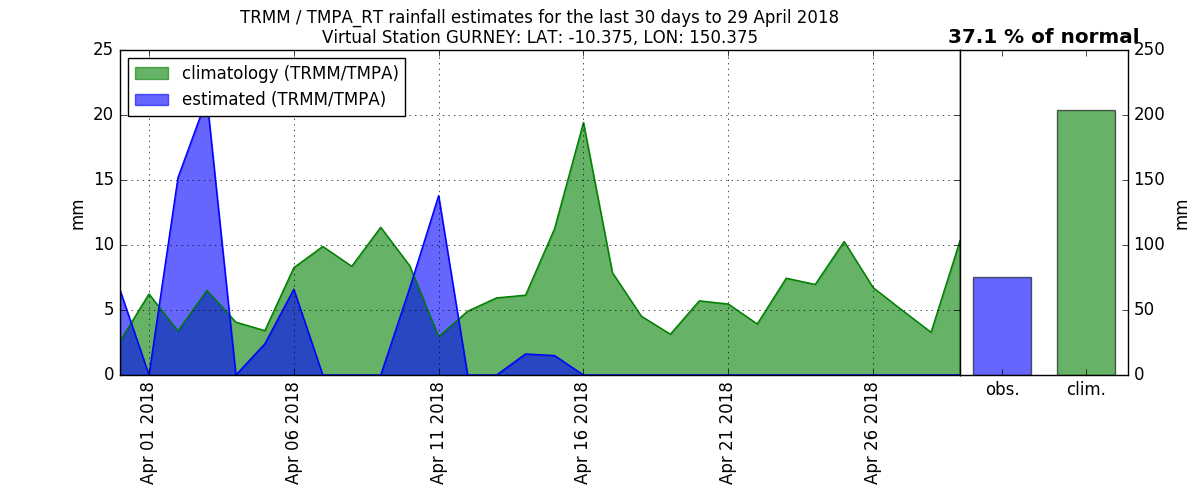 TRMM / TMPA_RT rainfall estimates for the last 30 days to 29 April 2018
Virtual Station GURNEY: LAT: -10.375, LON: 150.375
37.1 % of normal
climatology (TRMM/TMPA)
estimated (TRMM/TMPA)
25
20
15
10
5
0
mm
250
200
150
100
50
0
mm
Apr 01 2018
Apr 06 2018
Apr 11 2018
Apr 16 2018
Apr 21 2018
Apr 26 2018
obs.
clim.